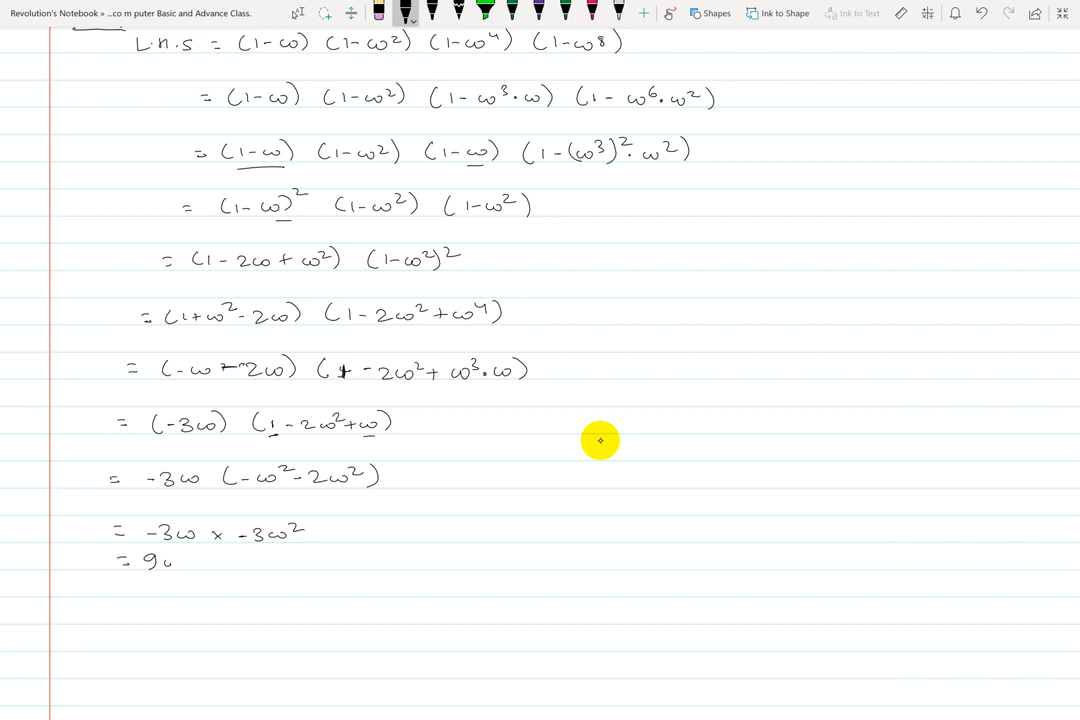 Revolution's Notebook » ...co m puter Basic and Advance Class.
Shapes Ink to Shape Ink to Text
L.H.S = (1-ω) (1-ω²) (1-ω⁴) (1-ω8)
= (1-ω) (1-ω²) (1-ω³·ω) (1-ω⁶·ω²)
= (1-ω) (1-ω²) (1-ω) (1-(ω³)²·ω²)
= (1-ω)² (1-ω²) (1-ω²)
= (1-2ω+ω²) (1-ω²)²
= (1+ω²-2ω) (1-2ω²+ω⁴)
= (-ω-2ω) (1-2ω²+ω³·ω)
= (-3ω) (1-2ω²+ω)
= -3ω (-ω²-2ω²)
= -3ω × -3ω²
= 9